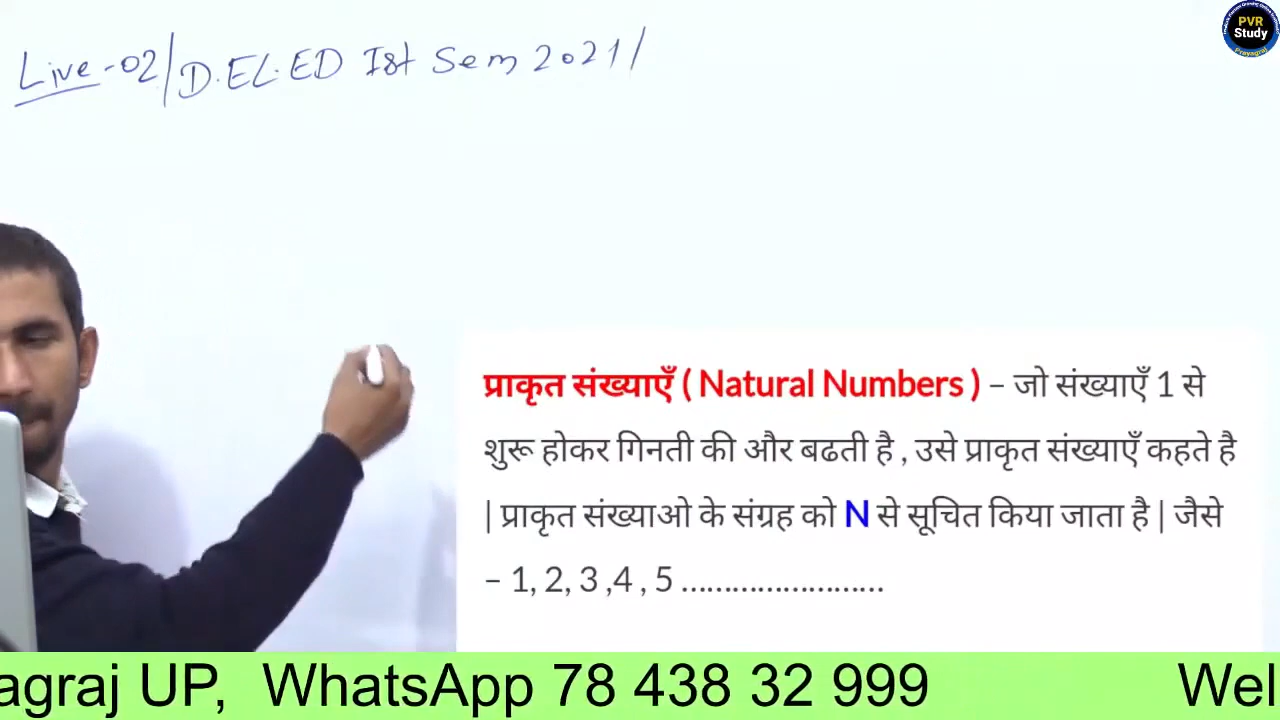 Live-02/D.EL.ED Ist Sem 2021/
PVR
Study
Prayagraj
प्राकृत संख्याएँ ( Natural Numbers ) – जो संख्याएँ 1 से
शुरू होकर गिनती की और बढती है , उसे प्राकृत संख्याएँ कहते है
| प्राकृत संख्याओ के संग्रह को N से सूचित किया जाता है | जैसे
– 1, 2, 3 ,4 , 5 .......................
agraj UP, WhatsApp 78 438 32 999 Wel